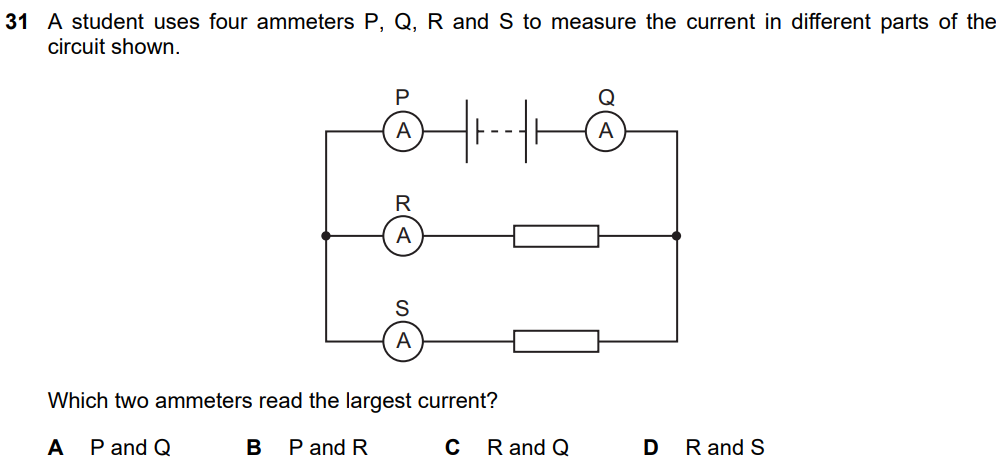 31 A student uses four ammeters P, Q, R and S to measure the current in different parts of the
circuit shown.
P Q
A A
R
A
S
A
Which two ammeters read the largest current?
A P and Q B P and R C R and Q D R and S